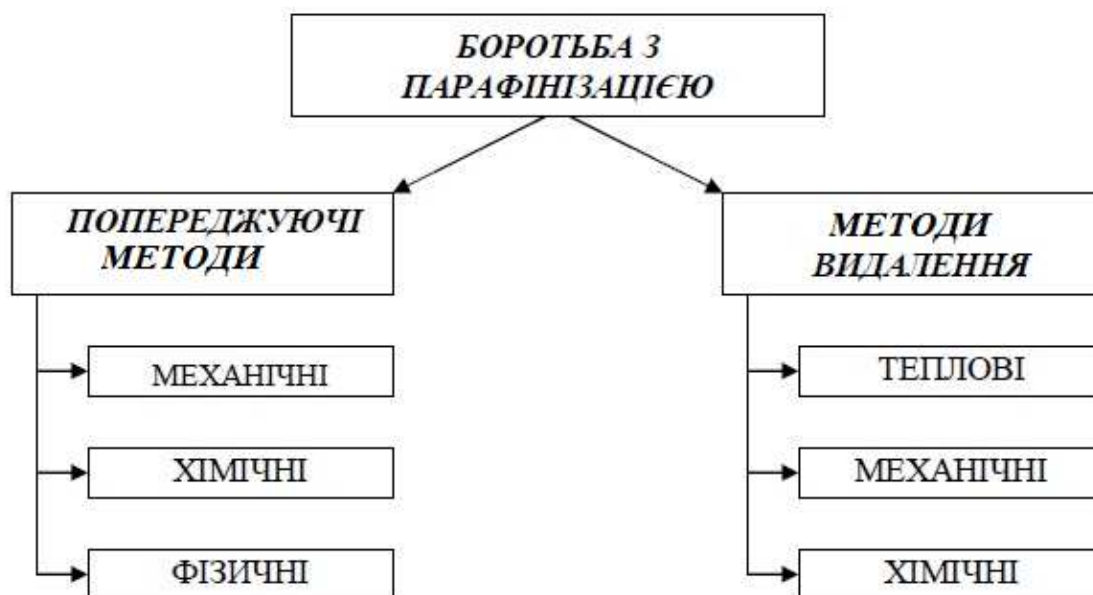 БОРОТЬБА З
ПАРАФІНІЗАЦІЄЮ
ПОПЕРЕДЖУЮЧІ
МЕТОДИ
МЕХАНІЧНІ
ХІМІЧНІ
ФІЗИЧНІ
МЕТОДИ
ВИДАЛЕННЯ
ТЕПЛОВІ
МЕХАНІЧНІ
ХІМІЧНІ